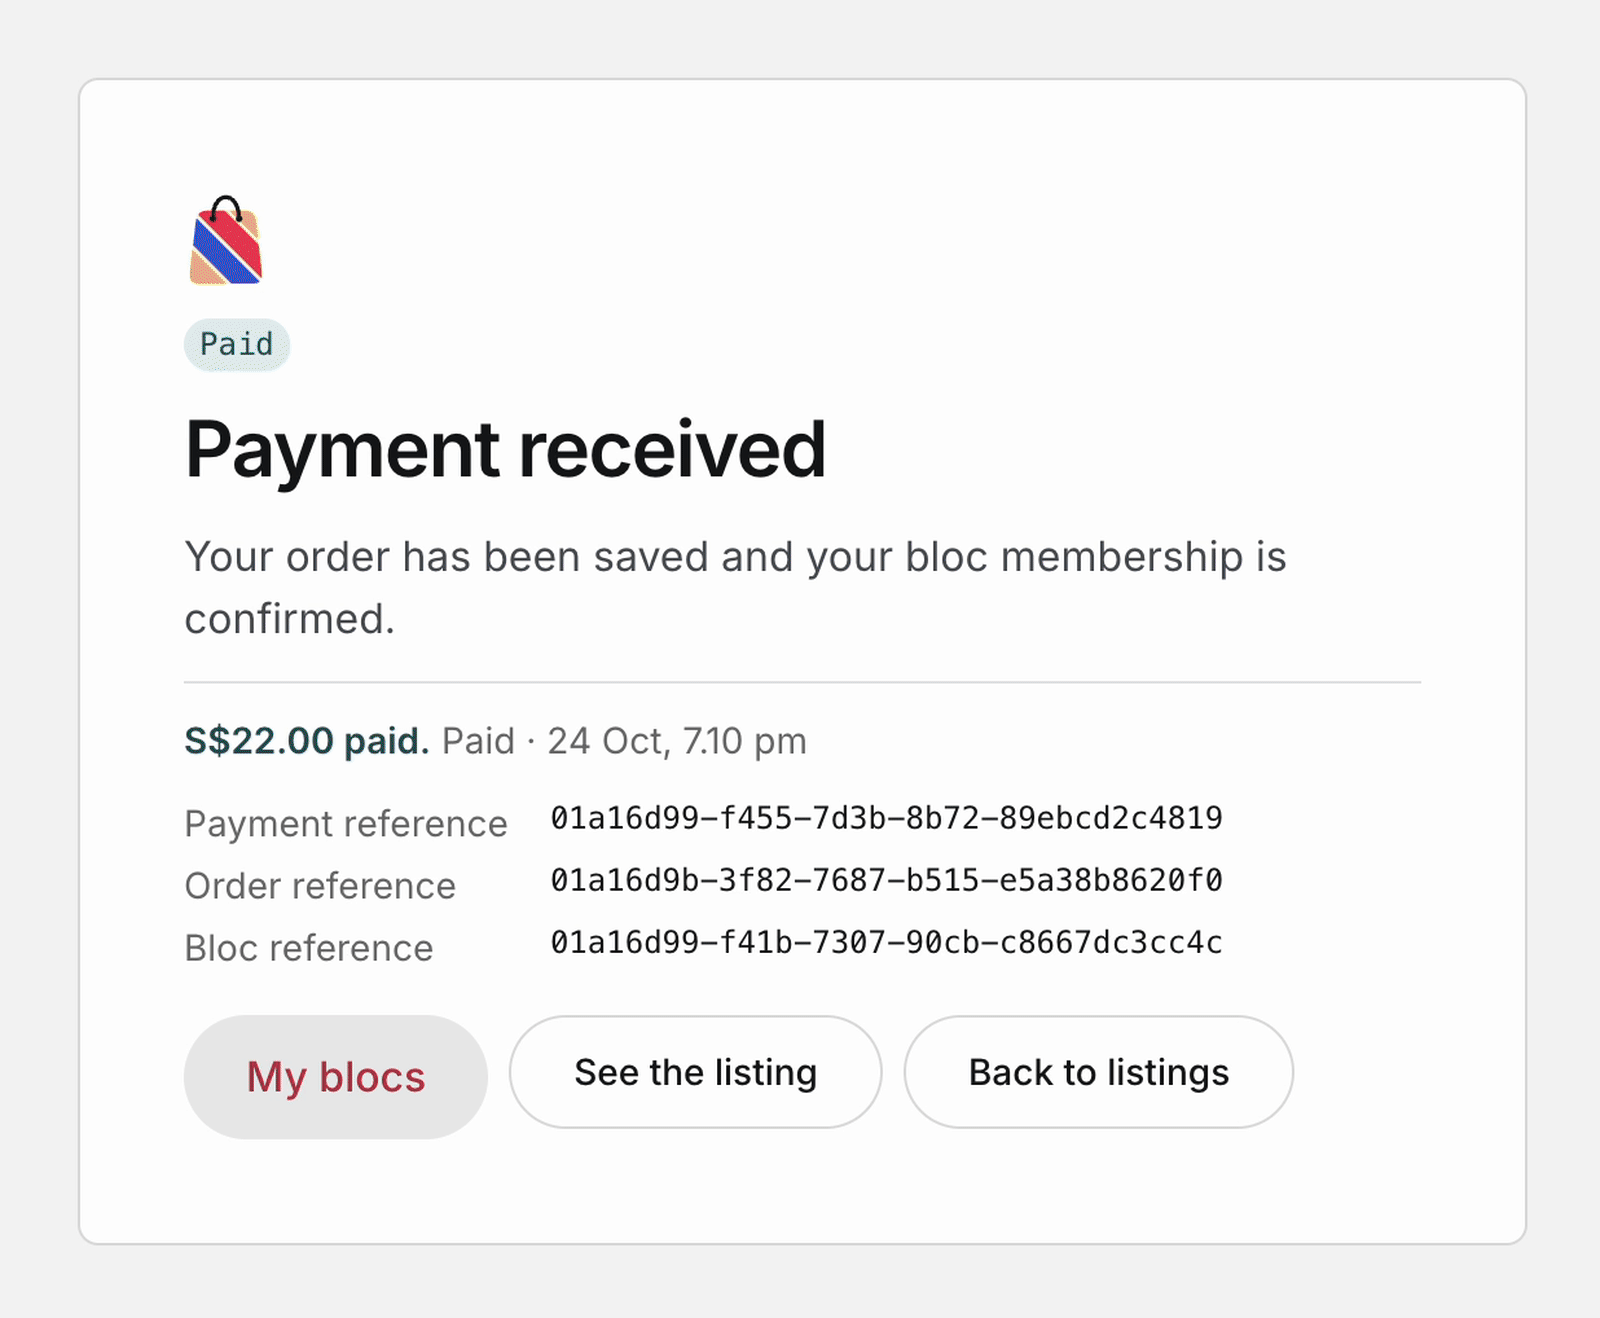 Paid
Payment received
Your order has been saved and your bloc membership is
confirmed.
S$22.00 paid. Paid · 24 Oct, 7.10 pm
Payment reference 01a16d99-f455-7d3b-8b72-89ebcd2c4819
Order reference 01a16d9b-3f82-7687-b515-e5a38b8620f0
Bloc reference 01a16d99-f41b-7307-90cb-c8667dc3cc4c
My blocs See the listing Back to listings